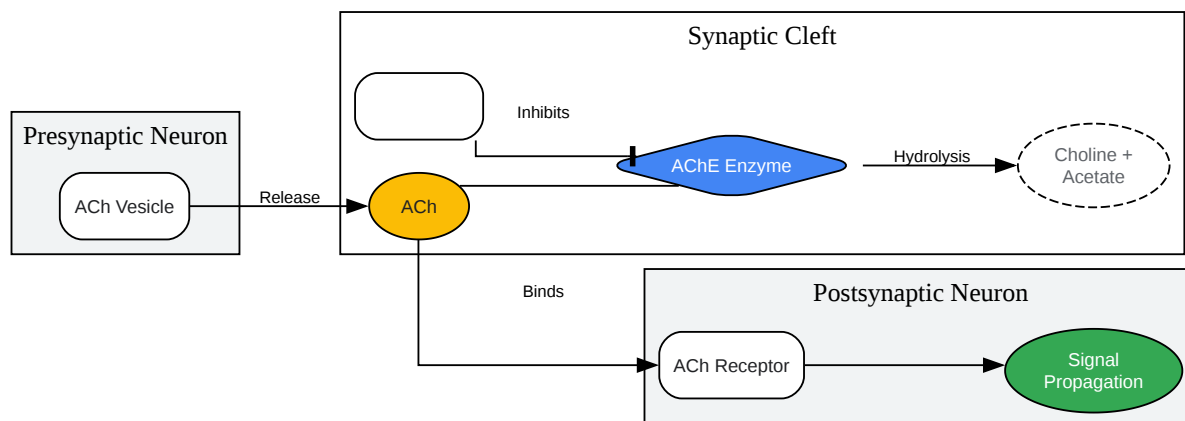 Synaptic Cleft
Inhibits
Presynaptic Neuron
AChE Enzyme
Hydrolysis
Choline +
Acetate
ACh Vesicle
Release
ACh
Binds
Postsynaptic Neuron
ACh Receptor
Signal
Propagation